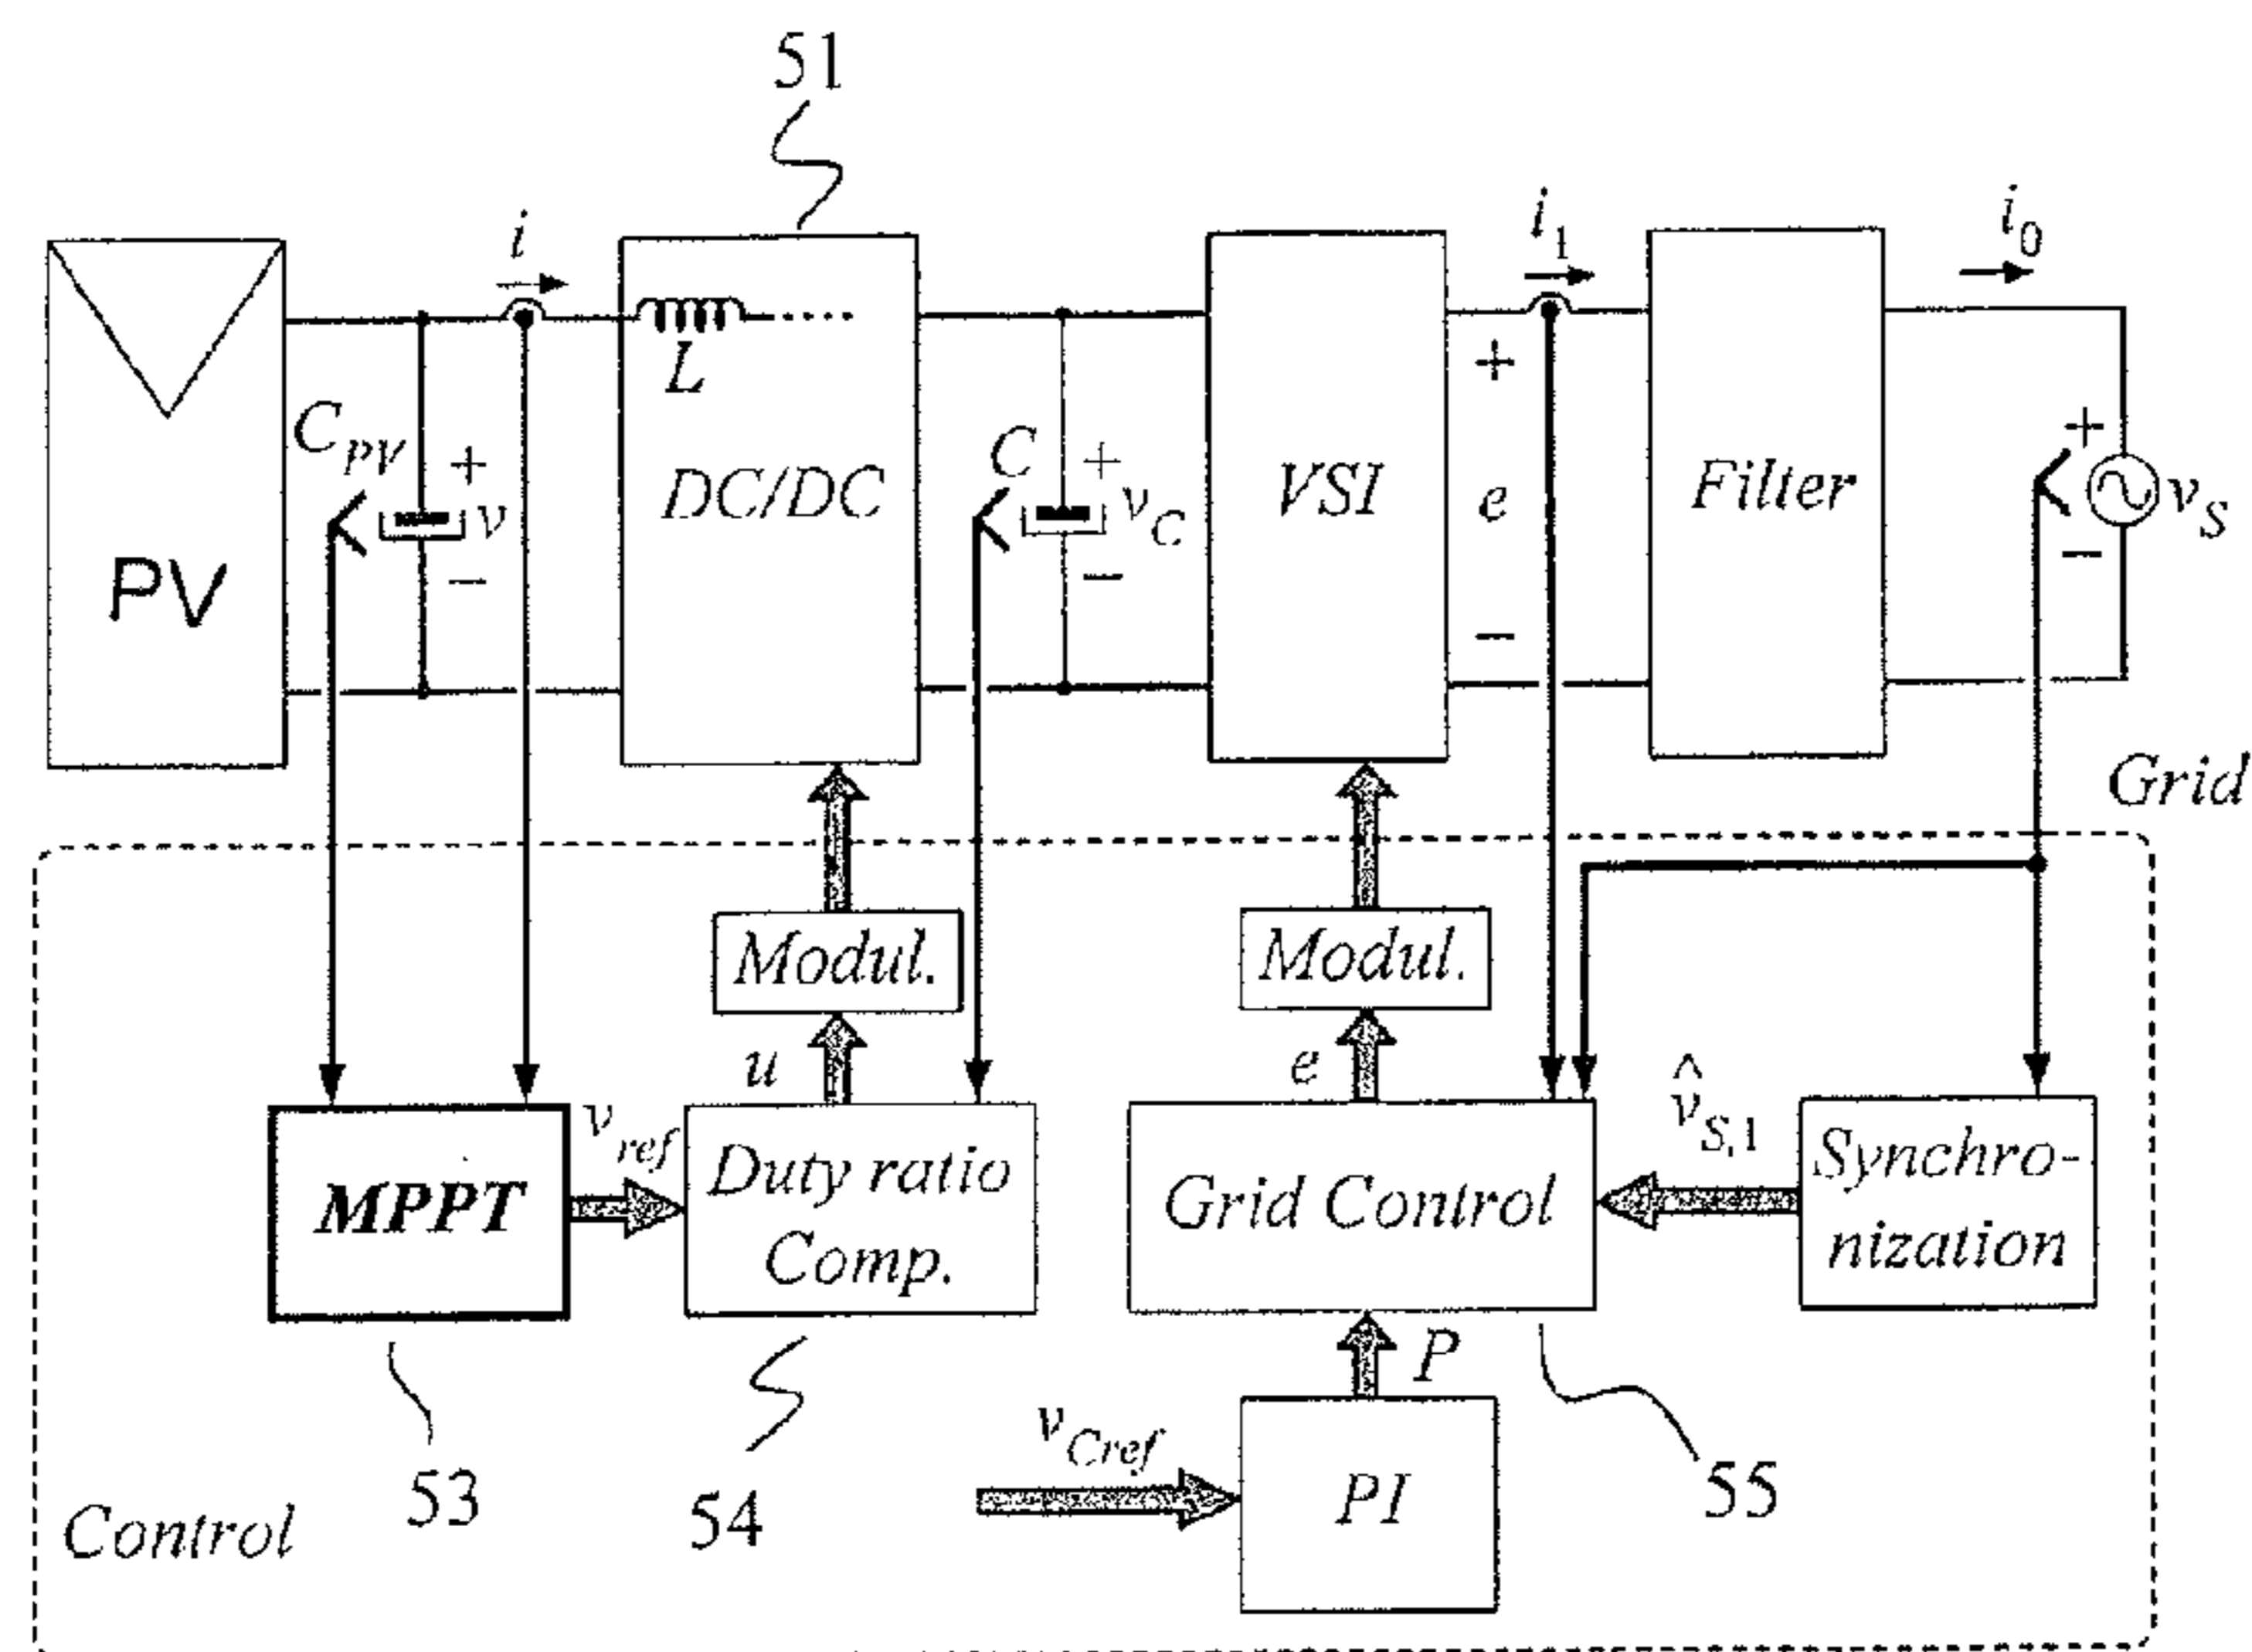 51
i
i1
i0
L
CPV
+
v
−
PV
DC/DC
C
+
vC
−
VSI
+
e
−
Filter
+
vS
−
Grid
Modul.
Modul.
u
e
v̂S,1
vref
MPPT
Duty ratio
Comp.
Grid Control
Synchro-
nization
P
vCref
PI
53
54
55
Control